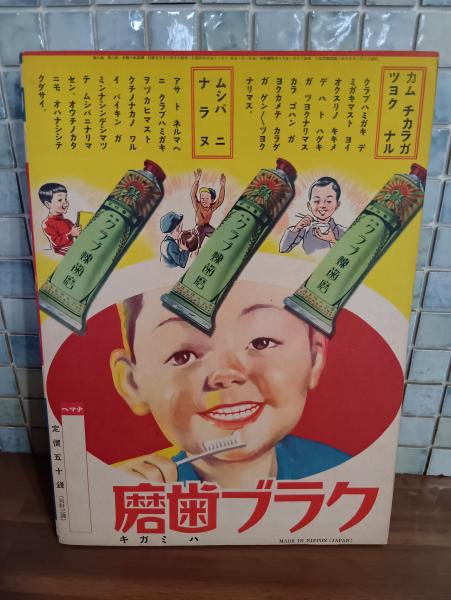 カム チカラガ
ツヨク ナル
クラブハミガキ デ
ミガキマスト ヨイ
オクスリノ キキメ
デ ハト ハグキ
ガ ツヨクナリマス
カラ ゴハン ガ
ヨクカメテ カラダ
ガ ゲンゲンツヨク
ナリマス。
ムシバ ニ
ナラヌ
アサ ト ネルマヘ
ニ クラブハミガキ
ヲツカヒマスト
クチノナカノ ワル
イ バイキン ガ
ミンナシンデシマツ
テ ムシバニナリマ
セン。オウチノカタ
ニモ オハナシシテ
クダサイ。
クラブ煉歯磨
クラブ煉歯磨
クラブ煉歯磨
ナマヘ
定價五十錢
クラブ歯磨
ハミガキ
MADE IN NIPPON (JAPAN)